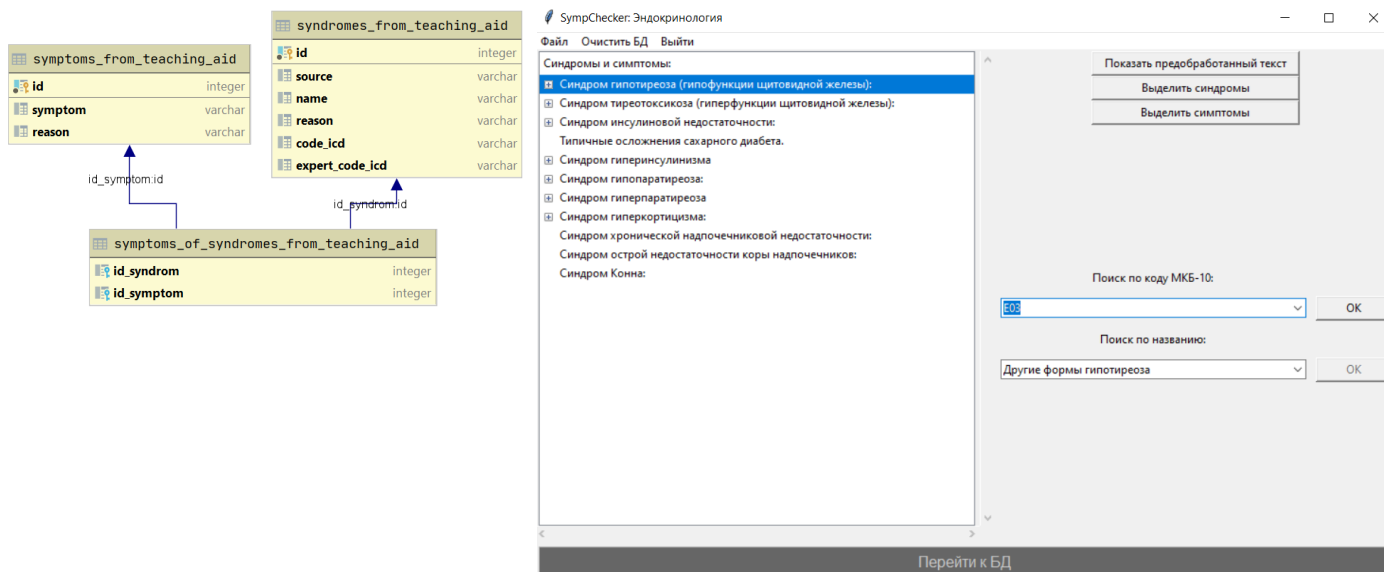 symptoms_from_teaching_aid
id integer
symptom varchar
reason varchar
syndromes_from_teaching_aid
id integer
source varchar
name varchar
reason varchar
code_icd varchar
expert_code_icd varchar
id_symptom:id
id_syndrom:id
symptoms_of_syndromes_from_teaching_aid
id_syndrom integer
id_symptom integer
SympChecker: Эндокринология
Файл Очистить БД Выйти
Синдромы и симптомы:
Синдром гипотиреоза (гипофункции щитовидной железы):
Синдром тиреотоксикоза (гиперфункции щитовидной железы):
Синдром инсулиновой недостаточности:
Типичные осложнения сахарного диабета.
Синдром гиперинсулинизма
Синдром гипопаратиреоза:
Синдром гиперпаратиреоза
Синдром гиперкортицизма:
Синдром хронической надпочечниковой недостаточности:
Синдром острой недостаточности коры надпочечников:
Синдром Конна:
Показать предобработанный текст
Выделить синдромы
Выделить симптомы
Поиск по коду МКБ-10:
E03
OK
Поиск по названию:
Другие формы гипотиреоза
OK
Перейти к БД